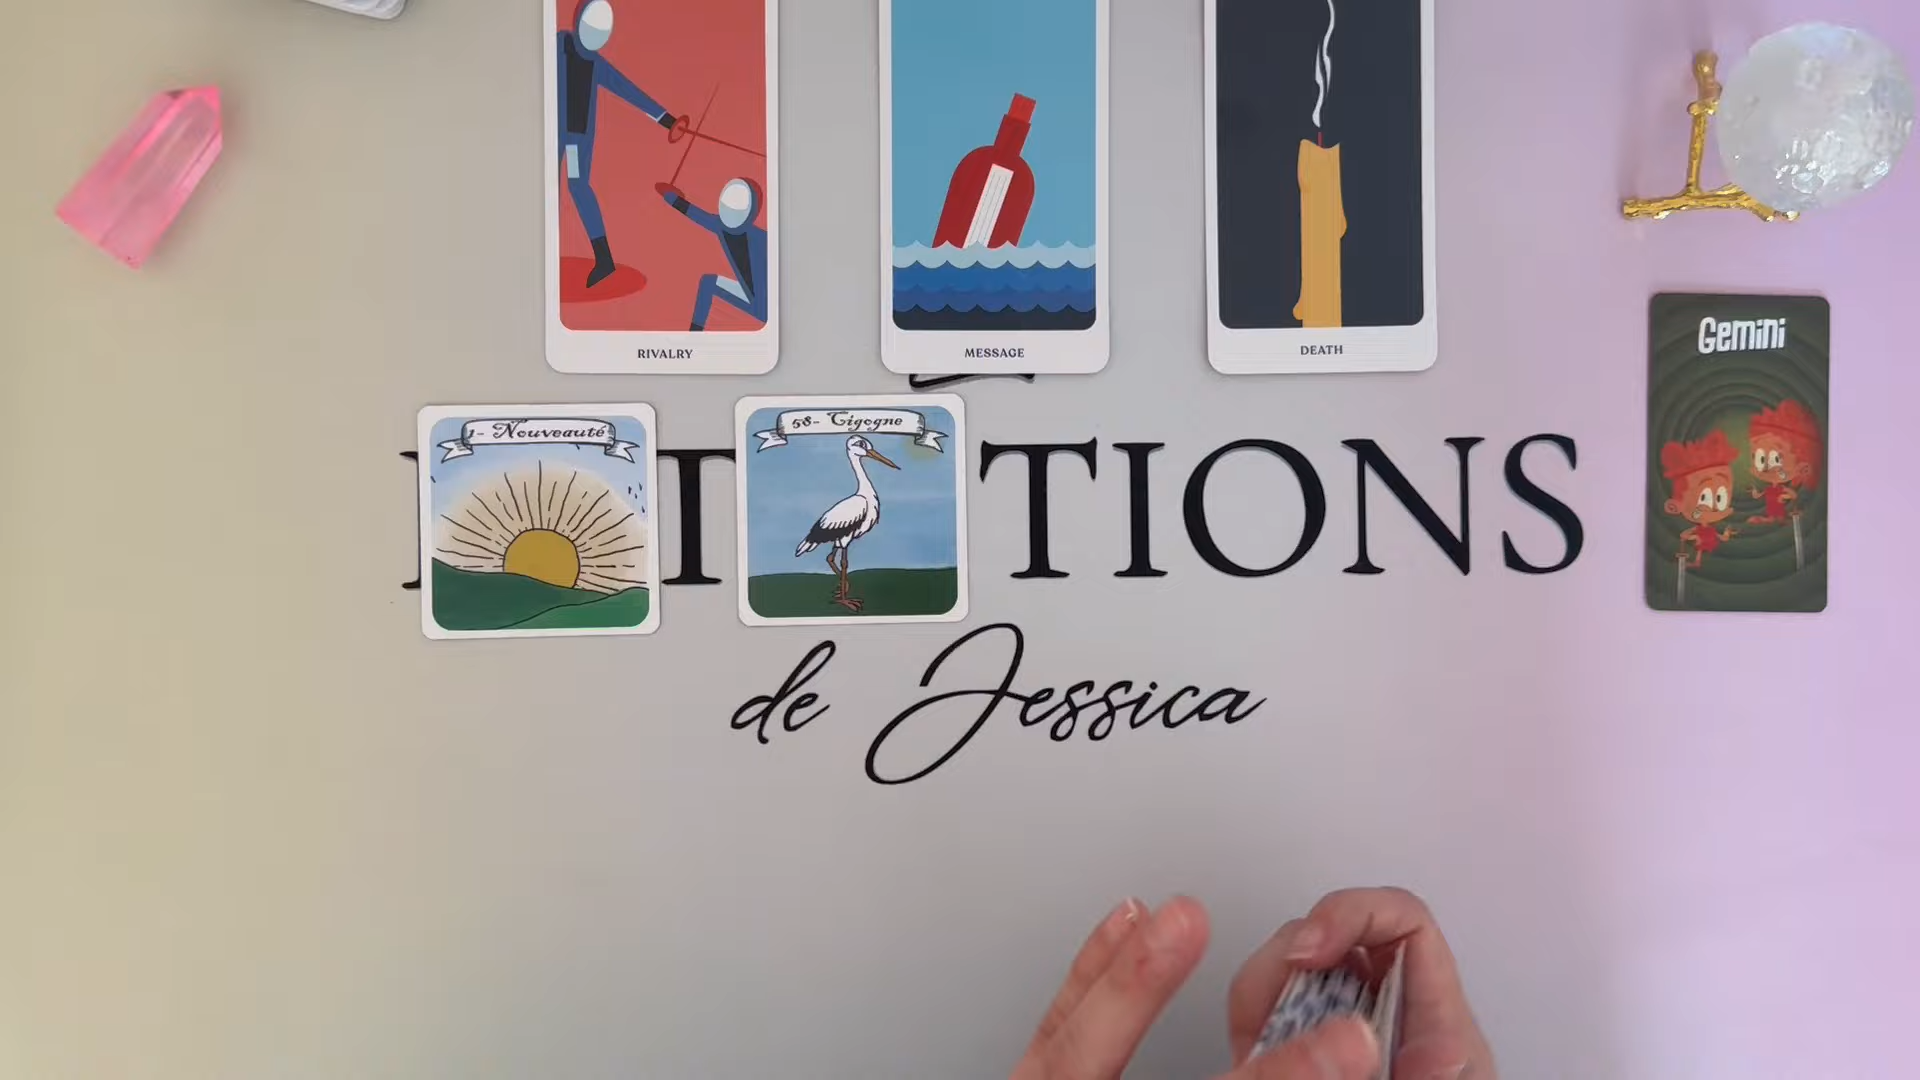 RIVALRY
MESSAGE
DEATH
Gemini
1- Nouveauté
58- Cigogne
TIONS
de Jessica